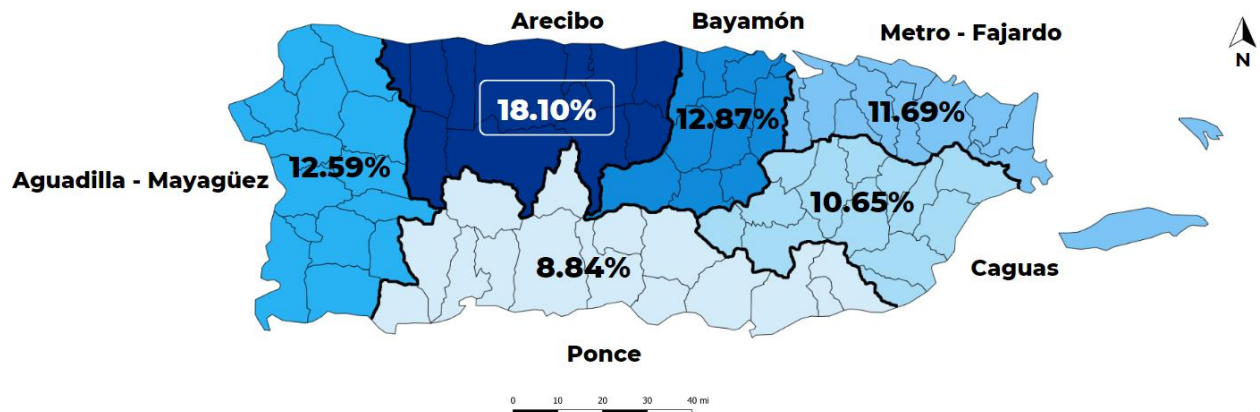 Arecibo
Bayamón
Metro - Fajardo
N
18.10%
12.87%
11.69%
12.59%
Aguadilla - Mayagüez
10.65%
8.84%
Caguas
Ponce
0 10 20 30 40 mi